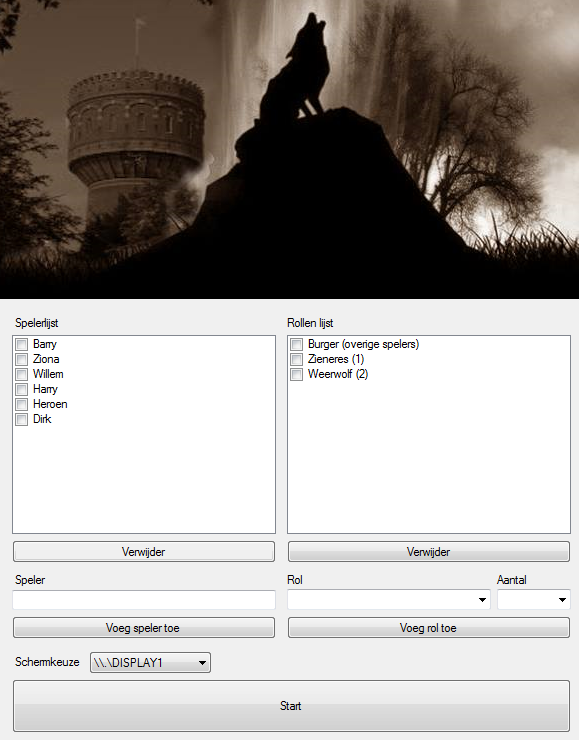 Spelerlijst
Barry
Ziona
Willem
Harry
Heroen
Dirk
Verwijder
Rollen lijst
Burger (overige spelers)
Zieneres (1)
Weerwolf (2)
Verwijder
Speler
Voeg speler toe
Rol
Aantal
Voeg rol toe
Schermkeuze
\\.\DISPLAY1
Start